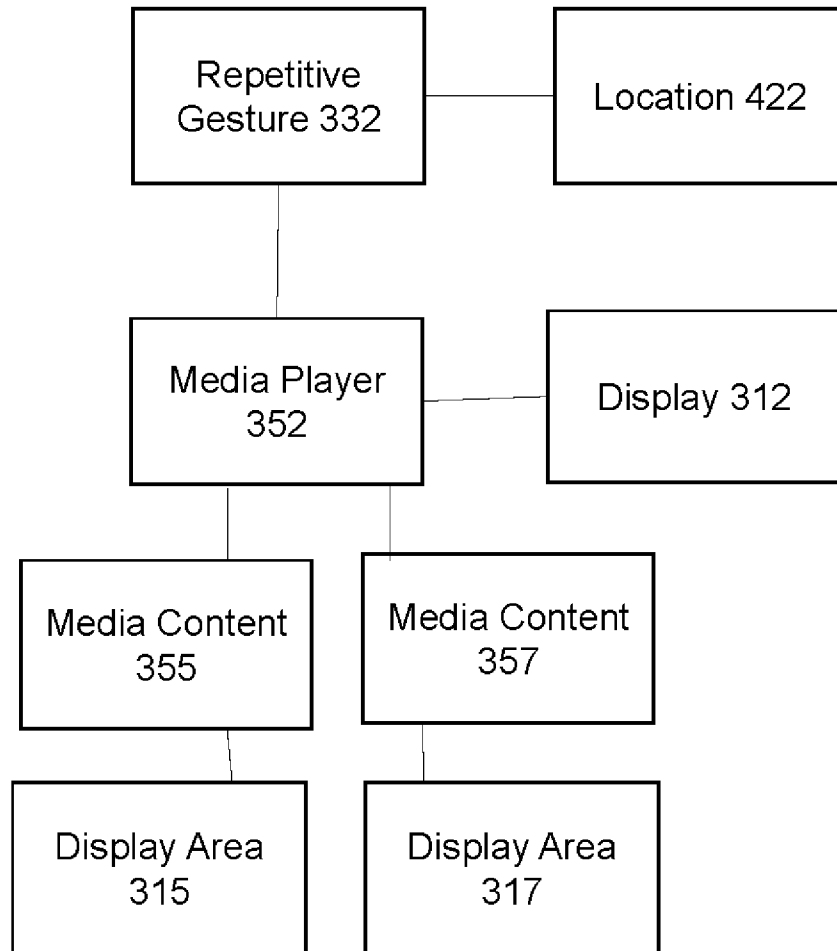 Repetitive
Gesture 332
Location 422
Media Player
352
Display 312
Media Content
355
Media Content
357
Display Area
315
Display Area
317